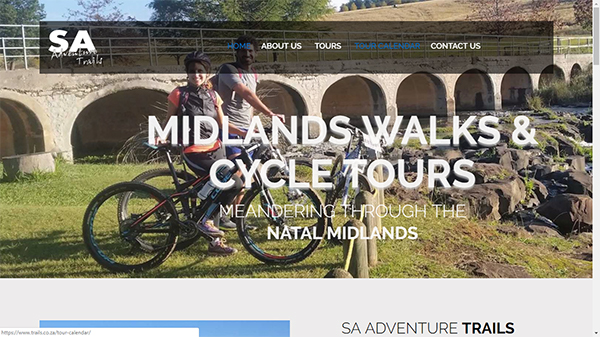 SA
Adventure
Trails
HOME ABOUT US TOURS TOUR CALENDAR CONTACT US
MIDLANDS WALKS &
CYCLE TOURS
MEANDERING THROUGH THE
NATAL MIDLANDS
SA ADVENTURE TRAILS
https://www.trails.co.za/tour-calendar/